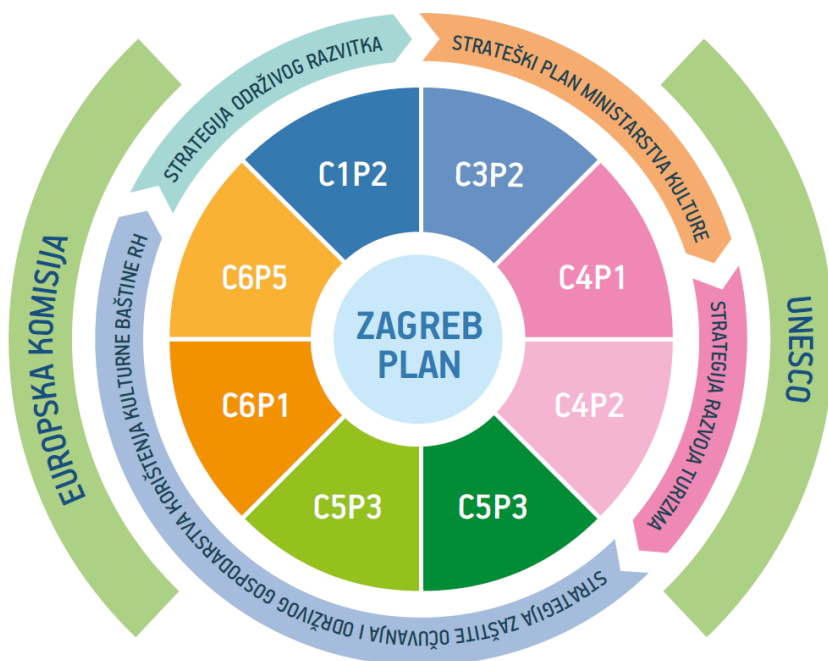 STRATEGIJA ODRŽIVOG RAZVITKA
STRATEŠKI PLAN MINISTARSTVA KULTURE
STRATEGIJA RAZVOJA TURIZMA
STRATEGIJA ZAŠTITE OČUVANJA I ODRŽIVOG GOSPODARSTVA KORIŠTENJA KULTURNE BAŠTINE RH
EUROPSKA KOMISIJA
UNESCO
C1P2
C3P2
C6P5
C4P1
ZAGREB
PLAN
C6P1
C4P2
C5P3
C5P3